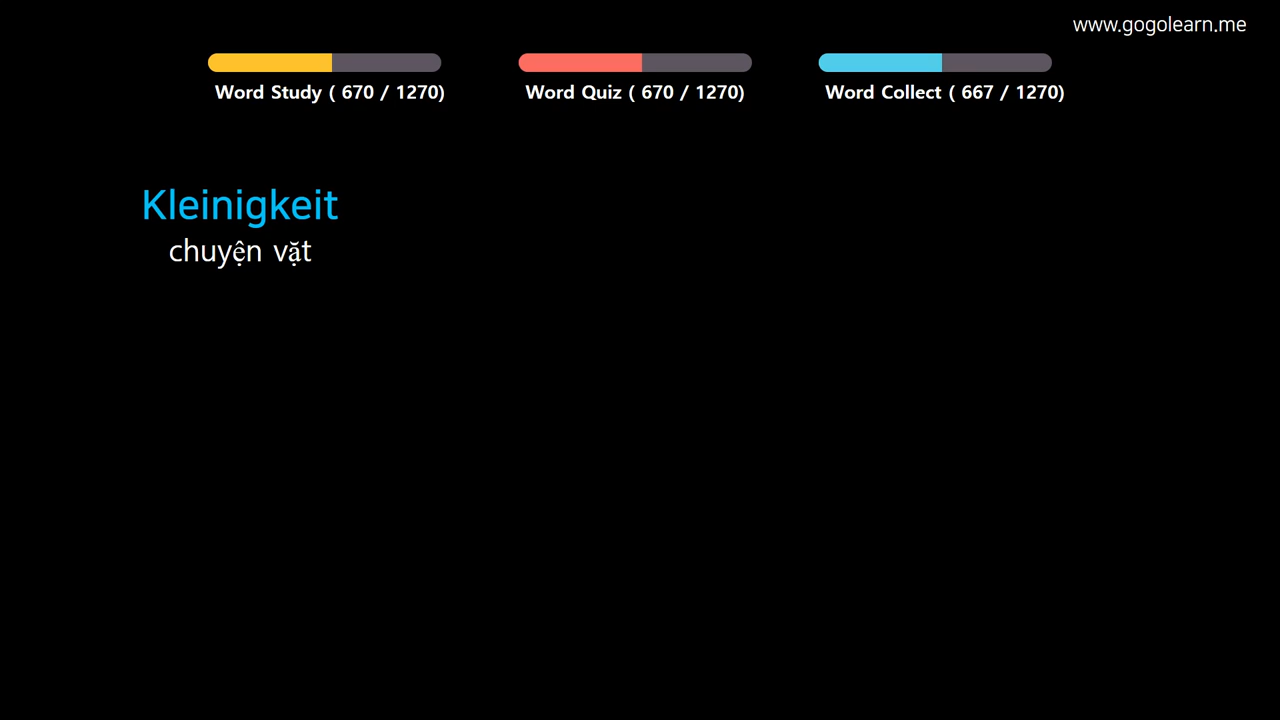 www.gogolearn.me
Word Study ( 670 / 1270)
Word Quiz ( 670 / 1270)
Word Collect ( 667 / 1270)
Kleinigkeit
chuyện vặt